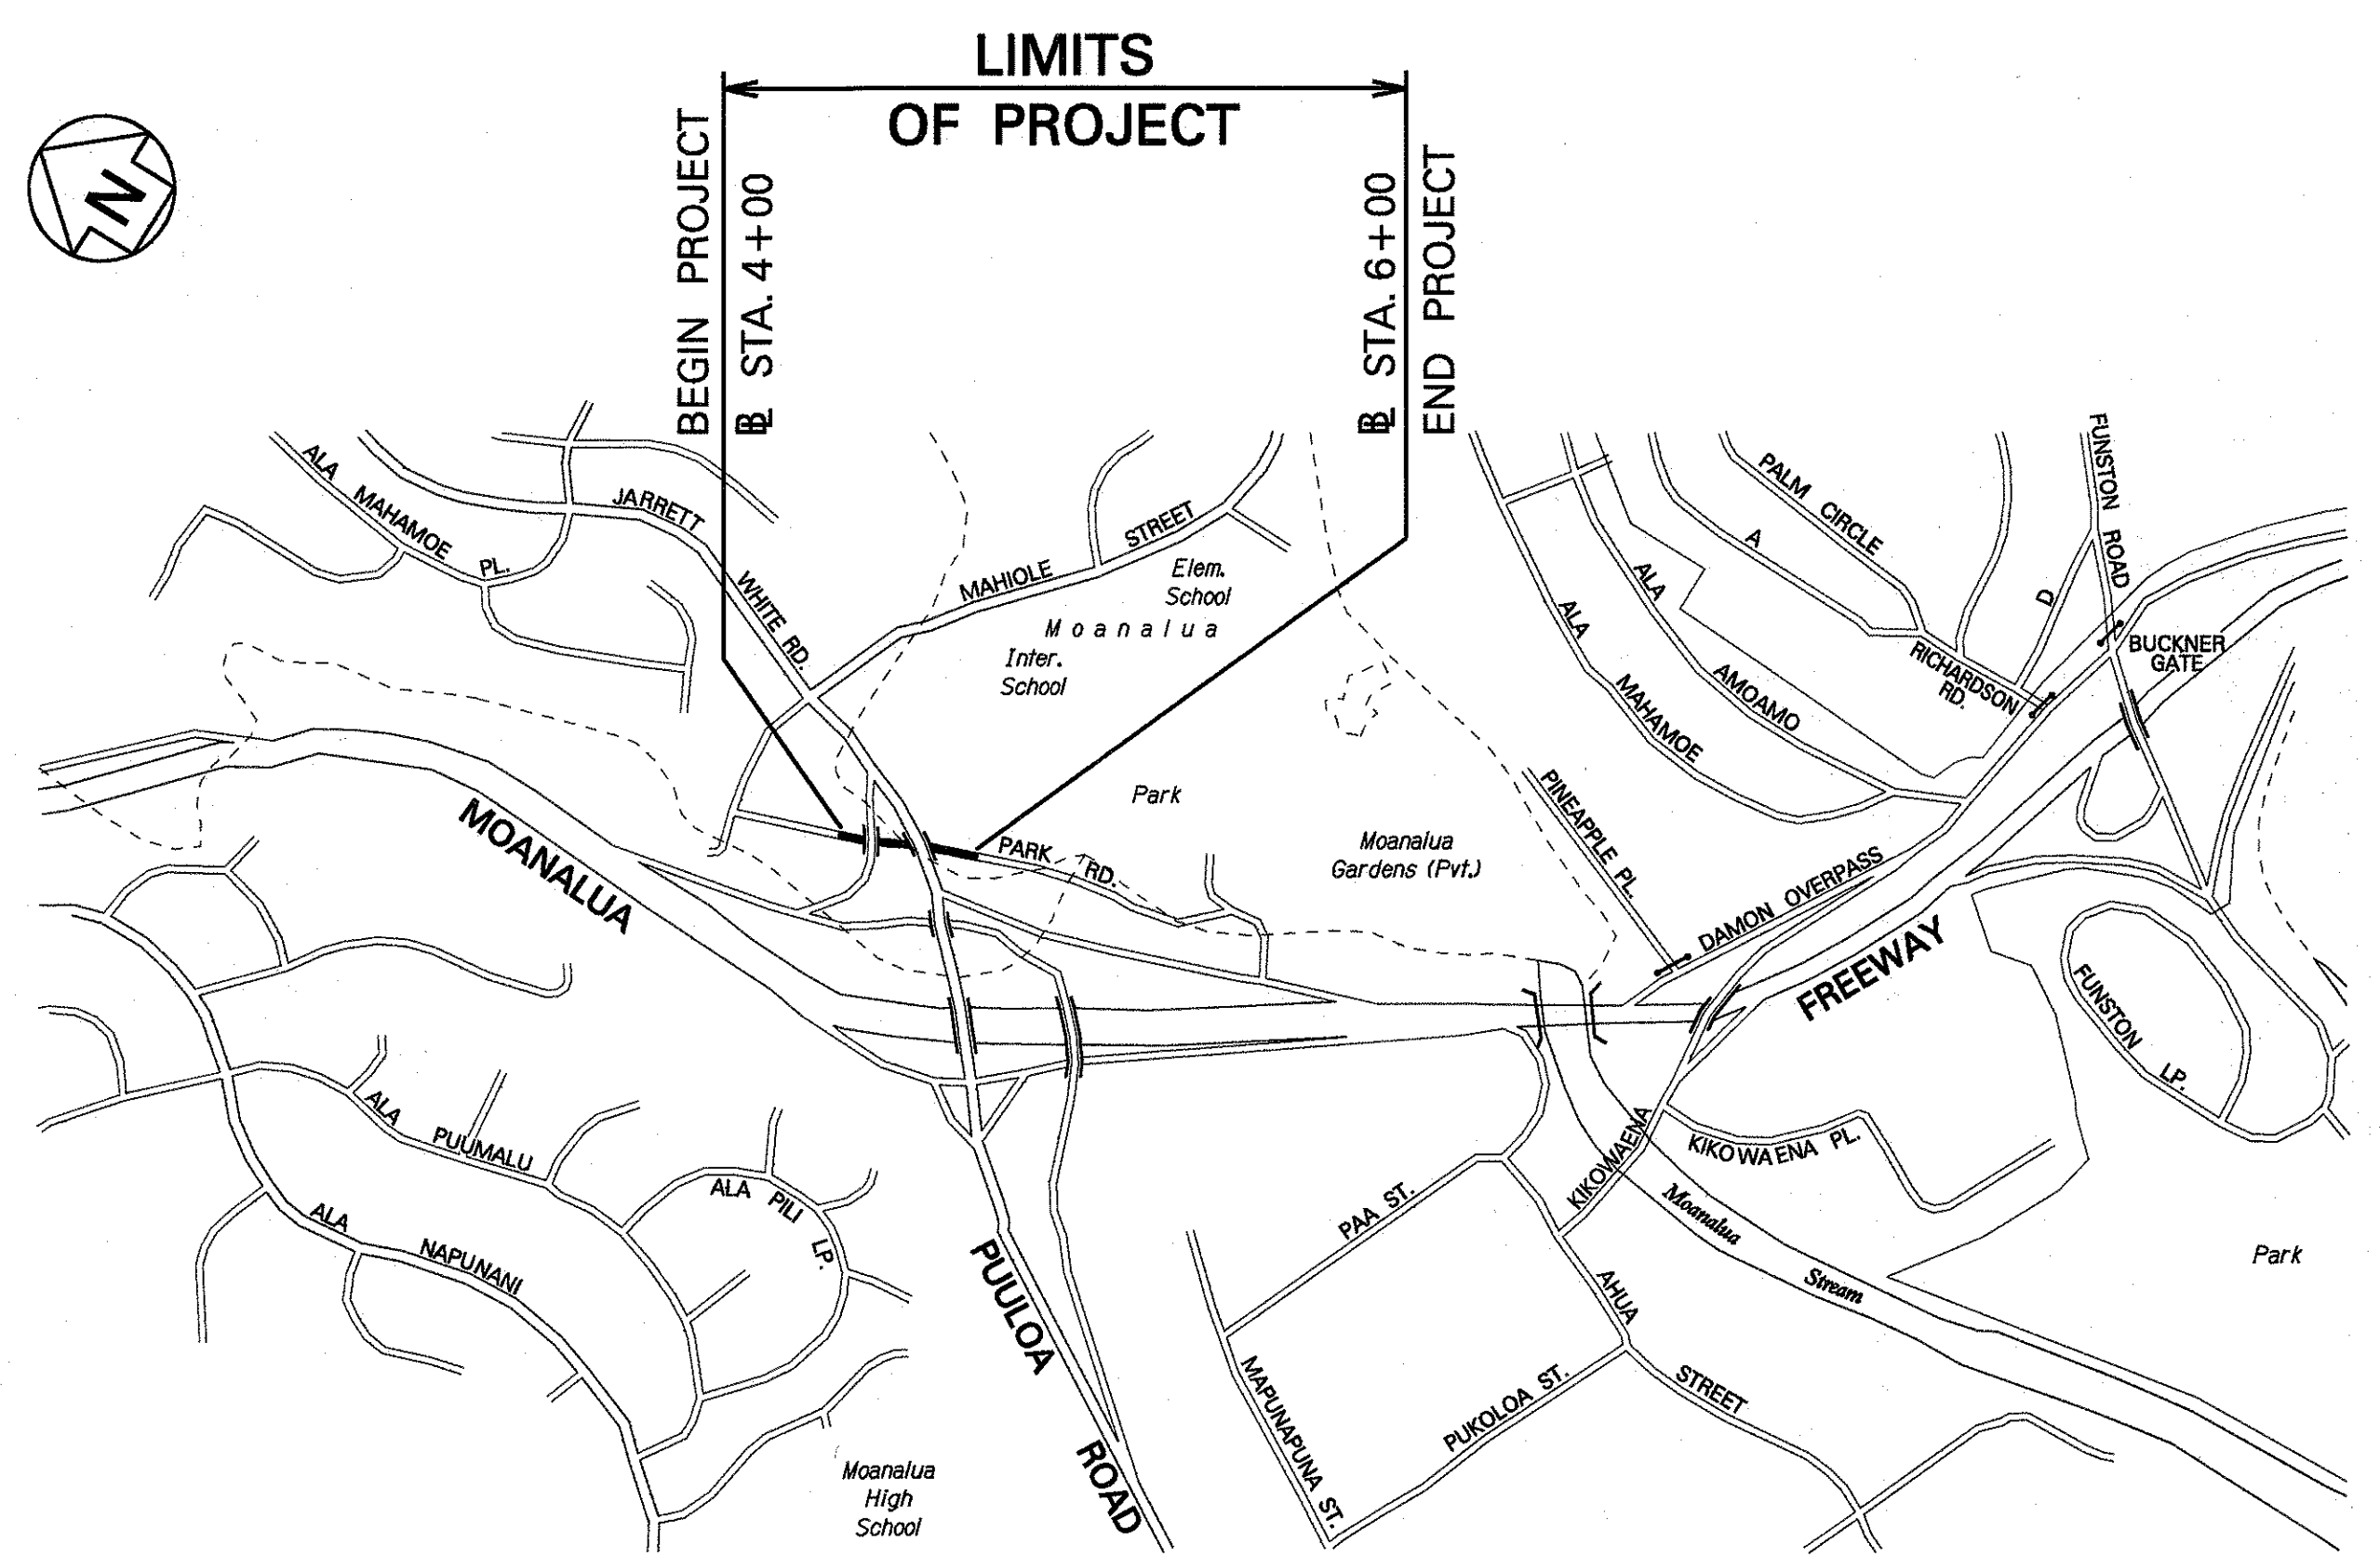 LIMITS
OF PROJECT
BEGIN PROJECT
BL STA. 4+00
BL STA. 6+00
END PROJECT
N
ALA MAHAMOE PL.
JARRETT
WHITE RD.
MAHIOLE STREET
Elem.
School
Moanalua
Inter.
School
PALM CIRCLE
A
FUNSTON ROAD
D
ALA AMOAMO
ALA MAHAMOE
RICHARDSON
RD.
BUCKNER
GATE
MOANALUA
Park
PARK RD.
Moanalua
Gardens (Pvt.)
PINEAPPLE PL.
DAMON OVERPASS
FREEWAY
FUNSTON LP.
ALA PUUMALU
ALA PILI LP.
ALA NAPUNANI
PUULOA ROAD
PAA ST.
KIKOWAENA
KIKOWAENA PL.
Moanalua Stream
Park
AHUA STREET
MAPUNAPUNA ST.
PUKOLOA ST.
Moanalua
High
School